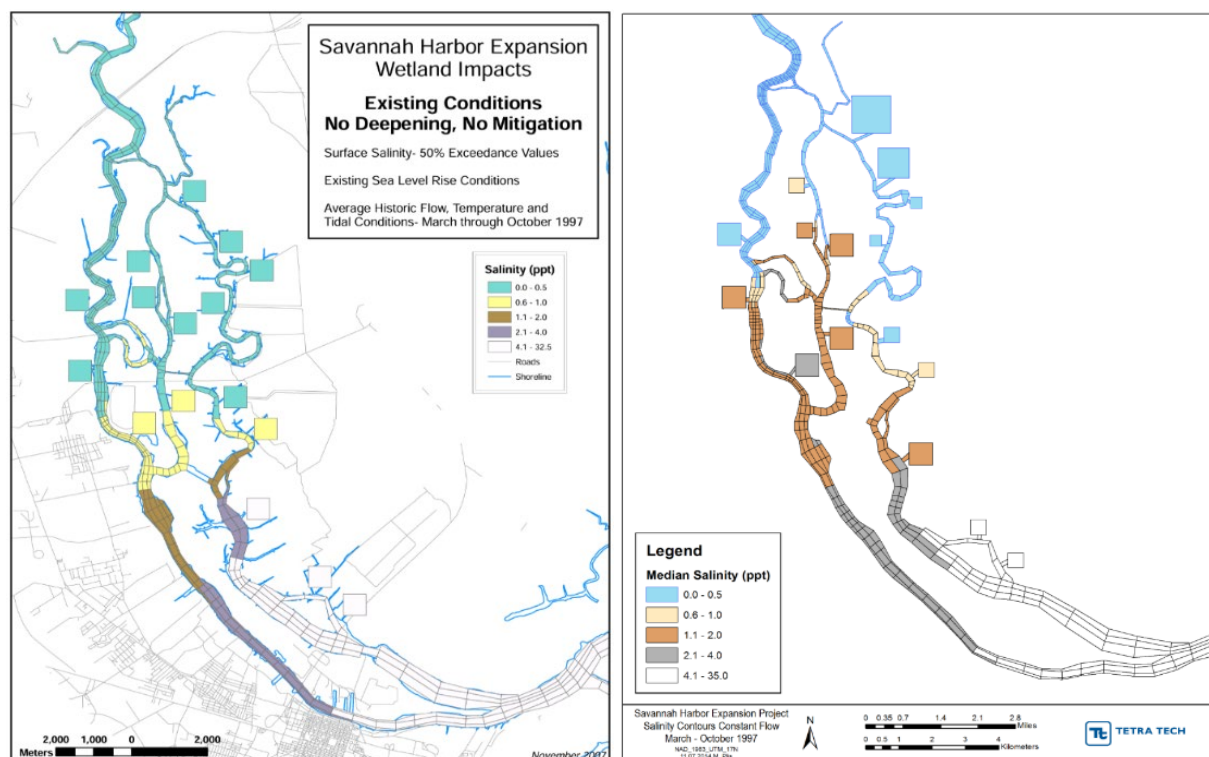 Savannah Harbor Expansion
Wetland Impacts
Existing Conditions
No Deepening, No Mitigation
Surface Salinity- 50% Exceedance Values
Existing Sea Level Rise Conditions
Average Historic Flow, Temperature and
Tidal Conditions- March through October 1997
Salinity (ppt)
0.0 - 0.5
0.6 - 1.0
1.1 - 2.0
2.1 - 4.0
4.1 - 32.5
Roads
Shoreline
2,000 1,000 0 2,000
Meters
November 2007
Legend
Median Salinity (ppt)
0.0 - 0.5
0.6 - 1.0
1.1 - 2.0
2.1 - 4.0
4.1 - 35.0
Savannah Harbor Expansion Project
Salinity Contours Constant Flow
March - October 1997
NAD_1983_UTM_17N
N
0 0.35 0.7 1.4 2.1 2.8
Miles
0 0.5 1 2 3 4
Kilometers
TETRA TECH